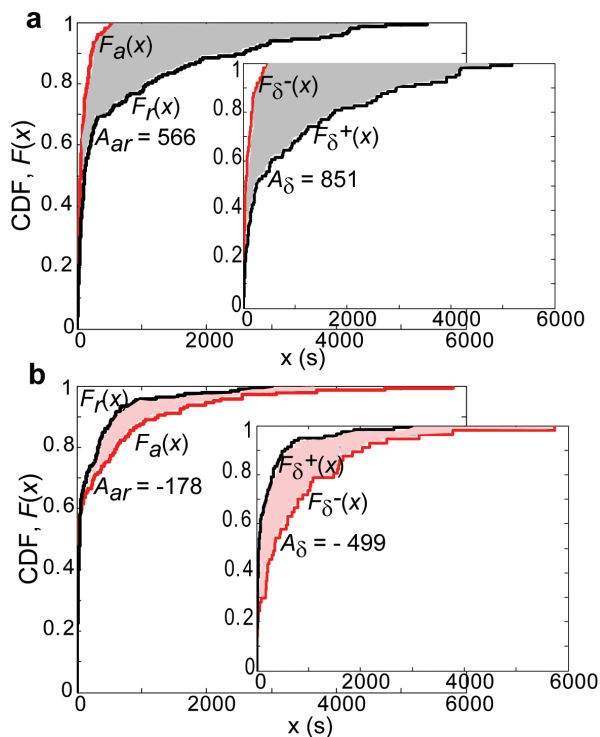 a
1
0.8
0.6
0.4
0.2
0
CDF, F(x)
Fa(x)
Fr(x)
Aar = 566
2000
4000
6000
x (s)
1
0.8
0.6
0.4
0.2
0
Fδ-(x)
Fδ+(x)
Aδ = 851
0
2000
4000
6000
b
1
0.8
0.6
0.4
0.2
0
CDF, F(x)
Fr(x)
Fa(x)
Aar = -178
2000
4000
6000
x (s)
1
0.8
0.6
0.4
0.2
0
Fδ+(x)
Fδ-(x)
Aδ = - 499
0
2000
4000
6000